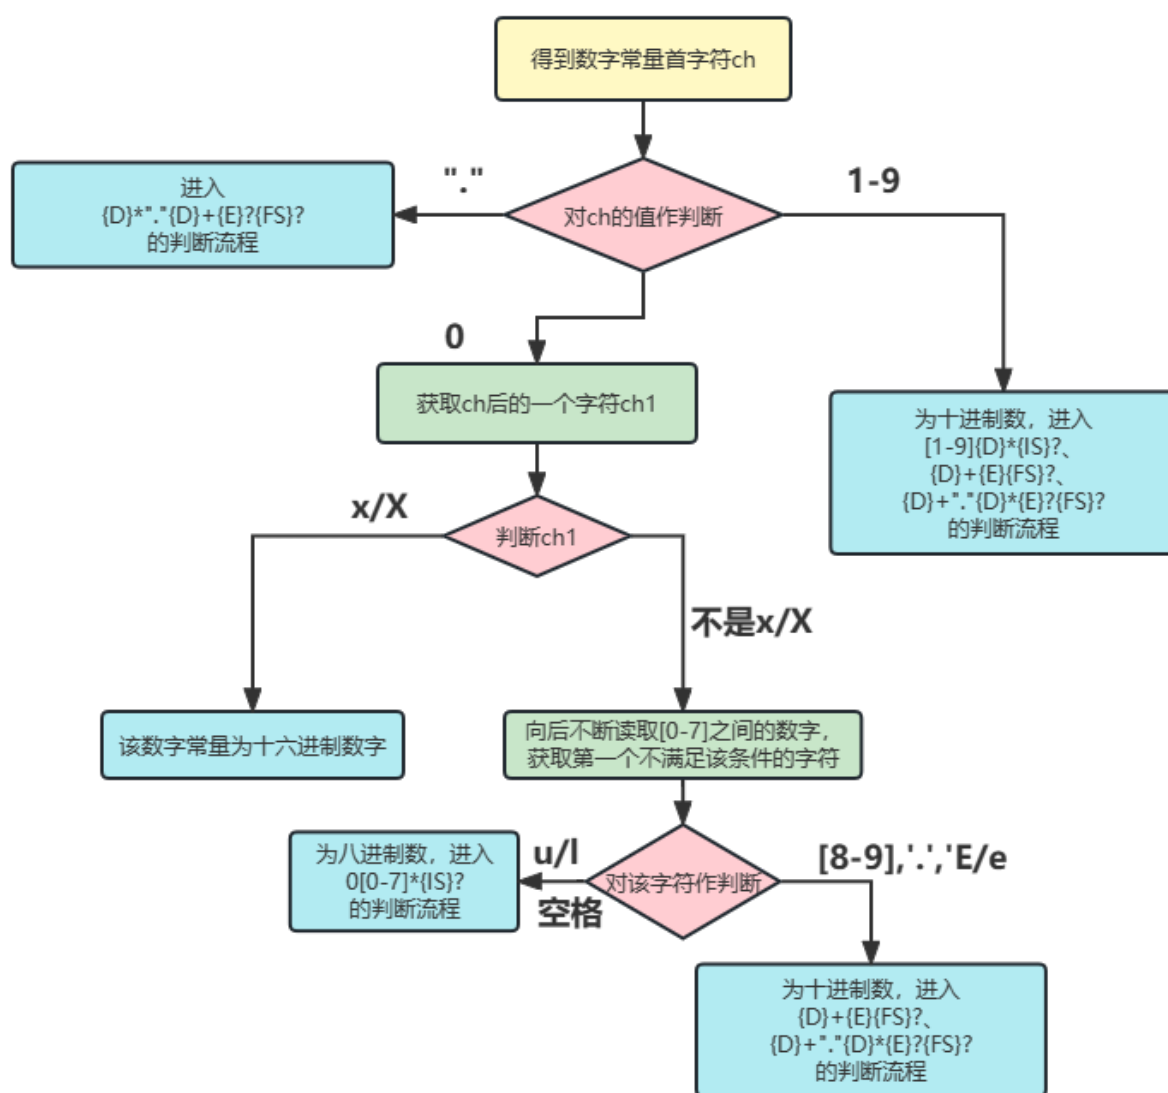 得到数字常量首字符ch
"."
1-9
进入
{D}*"."{D}+{E}?{FS}?
的判断流程
对ch的值作判断
0
获取ch后的一个字符ch1
为十进制数，进入
[1-9]{D}*{IS}?、
{D}+{E}{FS}?、
{D}+"."{D}*{E}?{FS}?
的判断流程
x/X
判断ch1
不是x/X
该数字常量为十六进制数字
向后不断读取[0-7]之间的数字，
获取第一个不满足该条件的字符
为八进制数，进入
0[0-7]*{IS}?
的判断流程
u/l
空格
对该字符作判断
[8-9],'.','E/e
为十进制数，进入
{D}+{E}{FS}?、
{D}+"."{D}*{E}?{FS}?
的判断流程